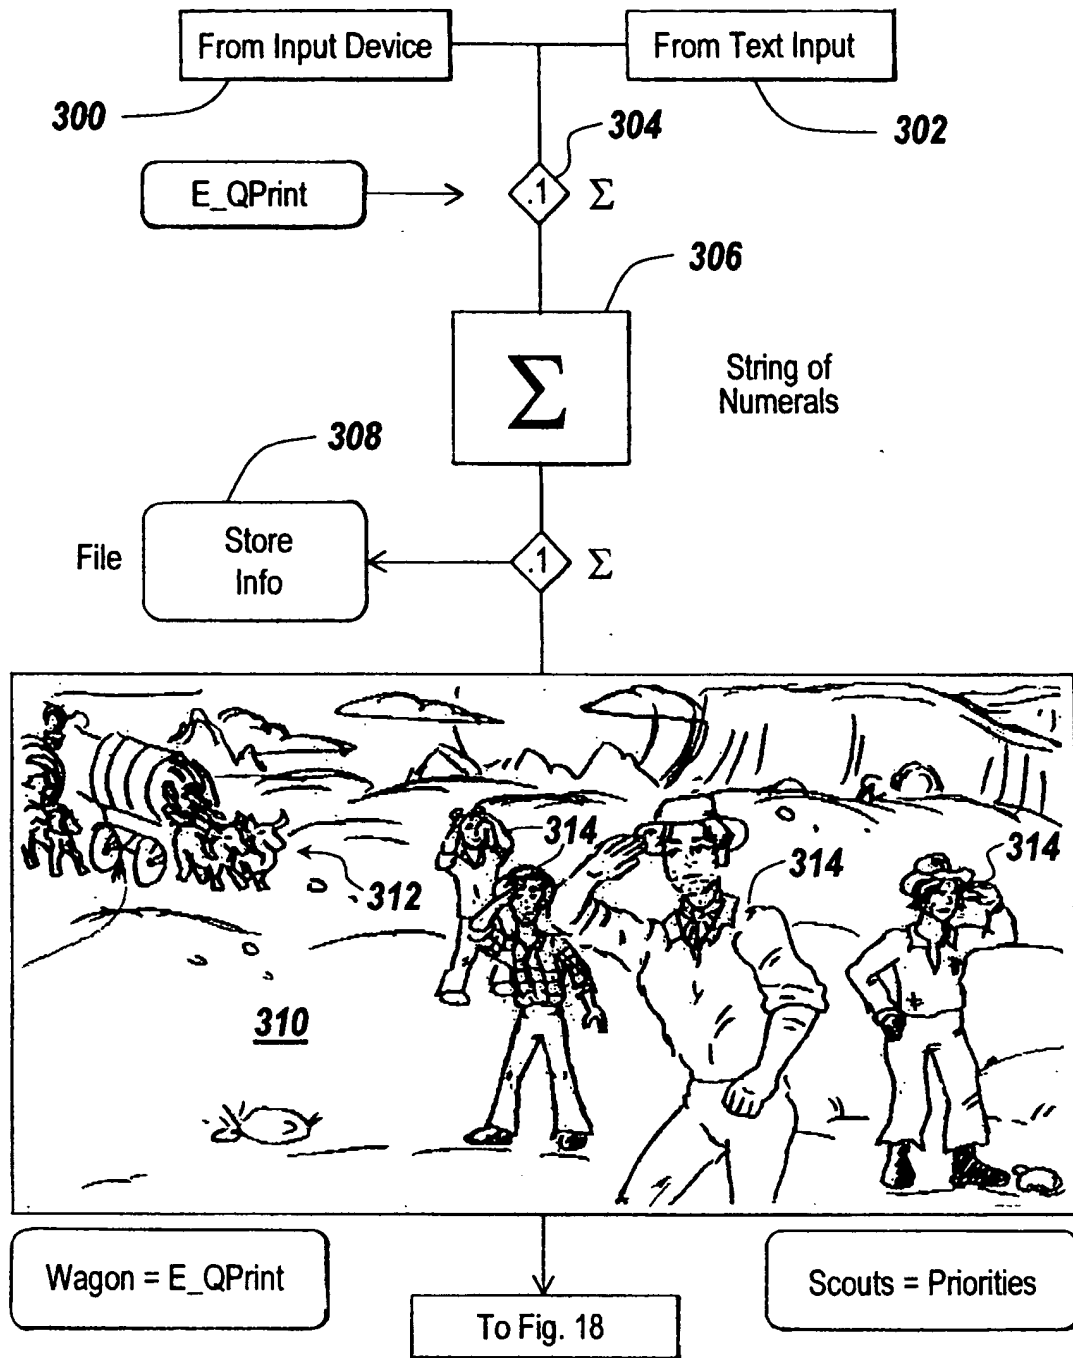 From Input Device
From Text Input
300
304
302
E_QPrint
.1
Σ
306
Σ
String of
Numerals
308
File
Store
Info
.1
Σ
314
314
314
312
310
Wagon = E_QPrint
Scouts = Priorities
To Fig. 18